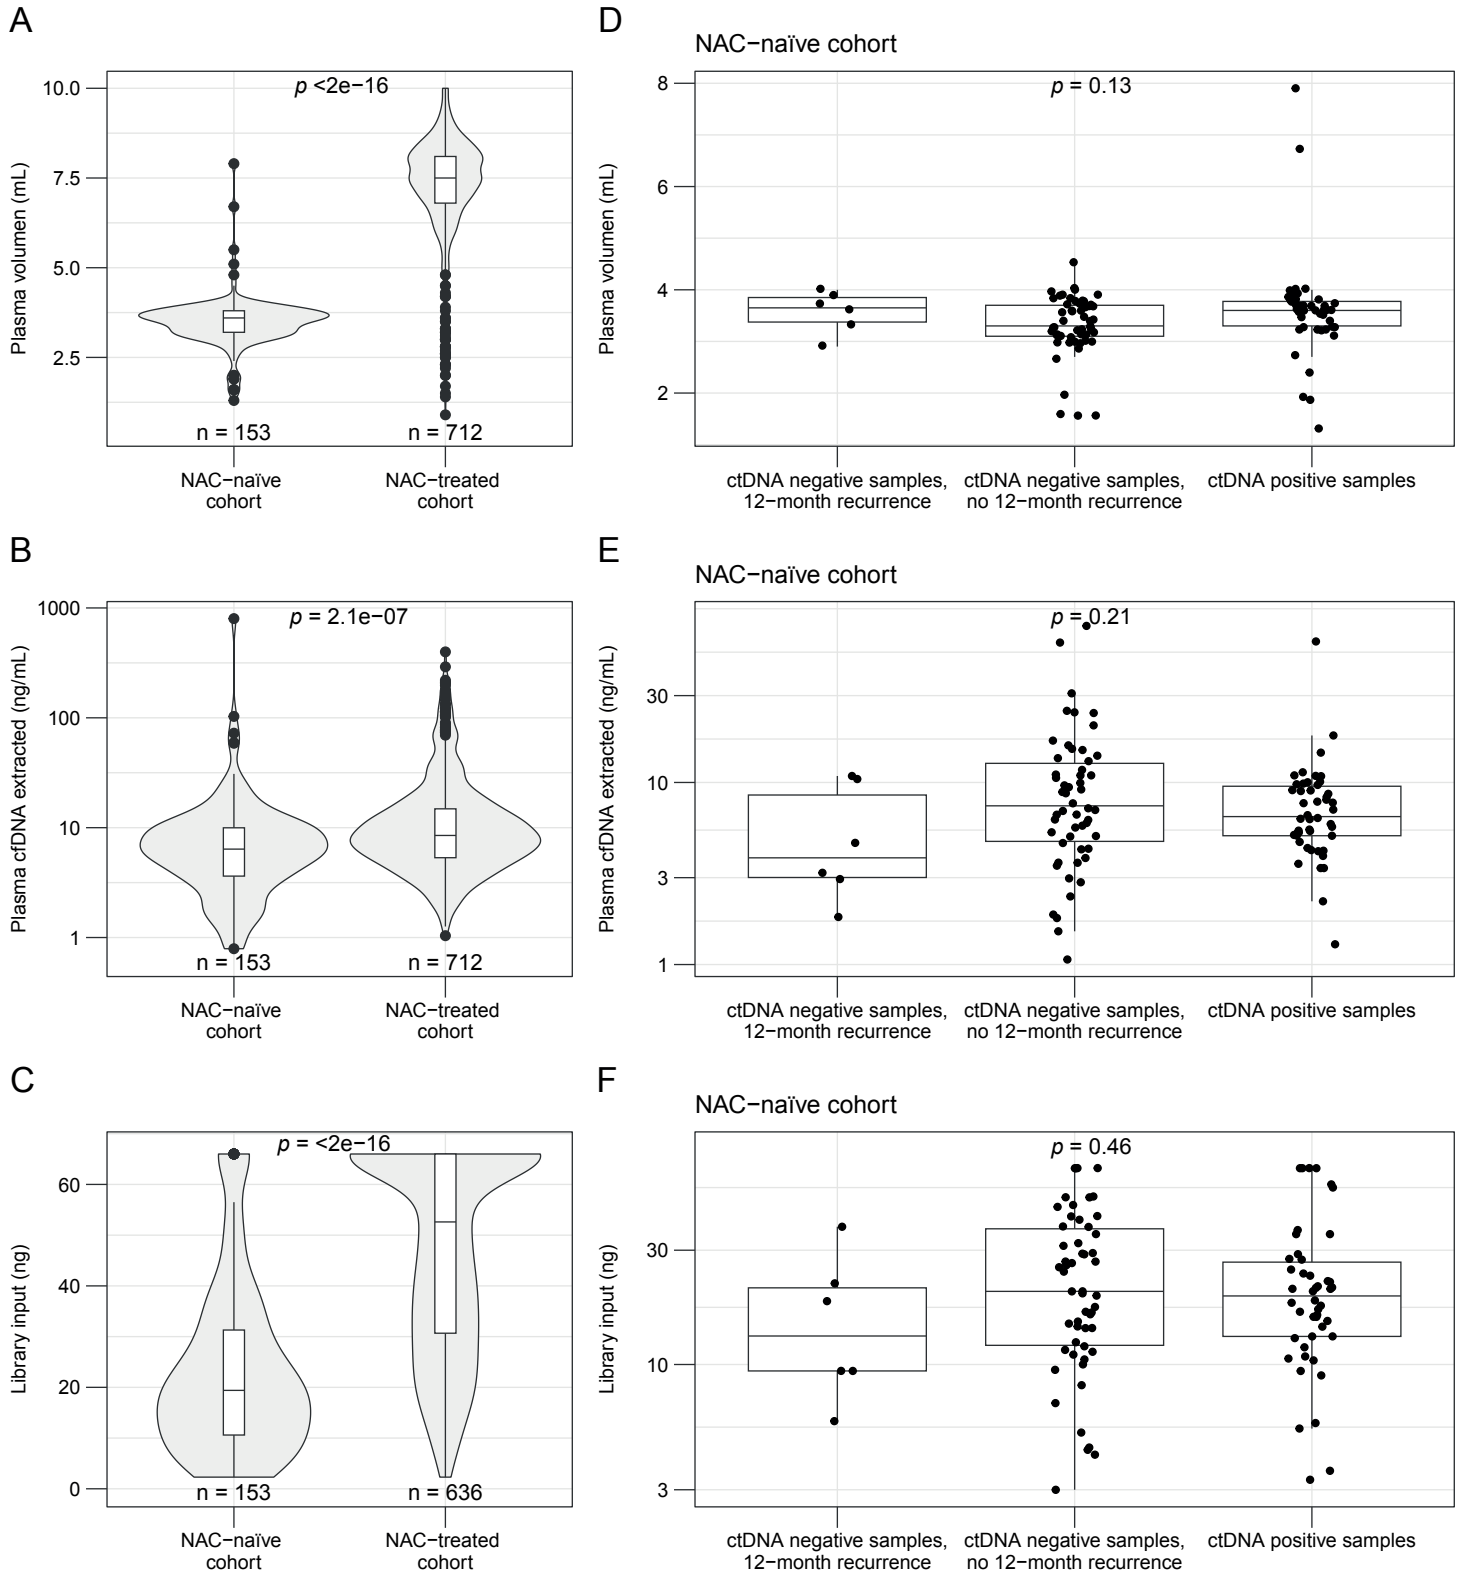 A
p <2e−16
10.0
7.5
5.0
2.5
Plasma volumen (mL)
n = 153
n = 712
NAC−naïve
cohort
NAC−treated
cohort
D
NAC−naïve cohort
p = 0.13
8
6
4
2
Plasma volumen (mL)
ctDNA negative samples,
12−month recurrence
ctDNA negative samples,
no 12−month recurrence
ctDNA positive samples
B
p = 2.1e−07
1000
100
10
1
Plasma cfDNA extracted (ng/mL)
n = 153
n = 712
NAC−naïve
cohort
NAC−treated
cohort
E
NAC−naïve cohort
p = 0.21
30
10
3
1
Plasma cfDNA extracted (ng/mL)
ctDNA negative samples,
12−month recurrence
ctDNA negative samples,
no 12−month recurrence
ctDNA positive samples
C
p = <2e−16
60
40
20
0
Library input (ng)
n = 153
n = 636
NAC−naïve
cohort
NAC−treated
cohort
F
NAC−naïve cohort
p = 0.46
30
10
3
Library input (ng)
ctDNA negative samples,
12−month recurrence
ctDNA negative samples,
no 12−month recurrence
ctDNA positive samples